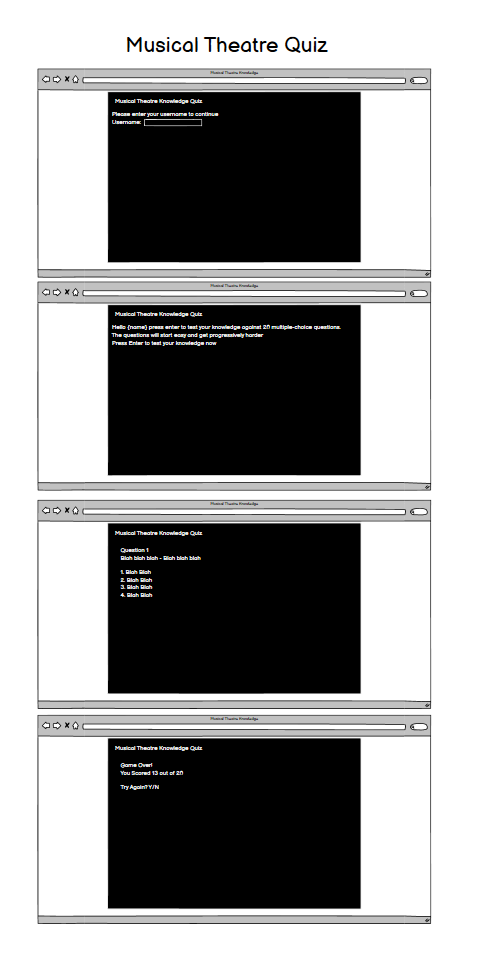 Musical Theatre Quiz
Musical Theatre Knowledge
Musical Theatre Knowledge Quiz
Please enter your username to continue
Username:
Musical Theatre Knowledge
Musical Theatre Knowledge Quiz
Hello {name} press enter to test your knowledge against 20 multiple-choice questions.
The questions will start easy and get progressively harder
Press Enter to test your knowledge now
Musical Theatre Knowledge
Musical Theatre Knowledge Quiz
Question 1
Blah blah blah - Blah blah blah
1. Blah Blah
2. Blah Blah
3. Blah Blah
4. Blah Blah
Musical Theatre Knowledge
Musical Theatre Knowledge Quiz
Game Over!
You Scored 13 out of 20
Try Again? Y/N